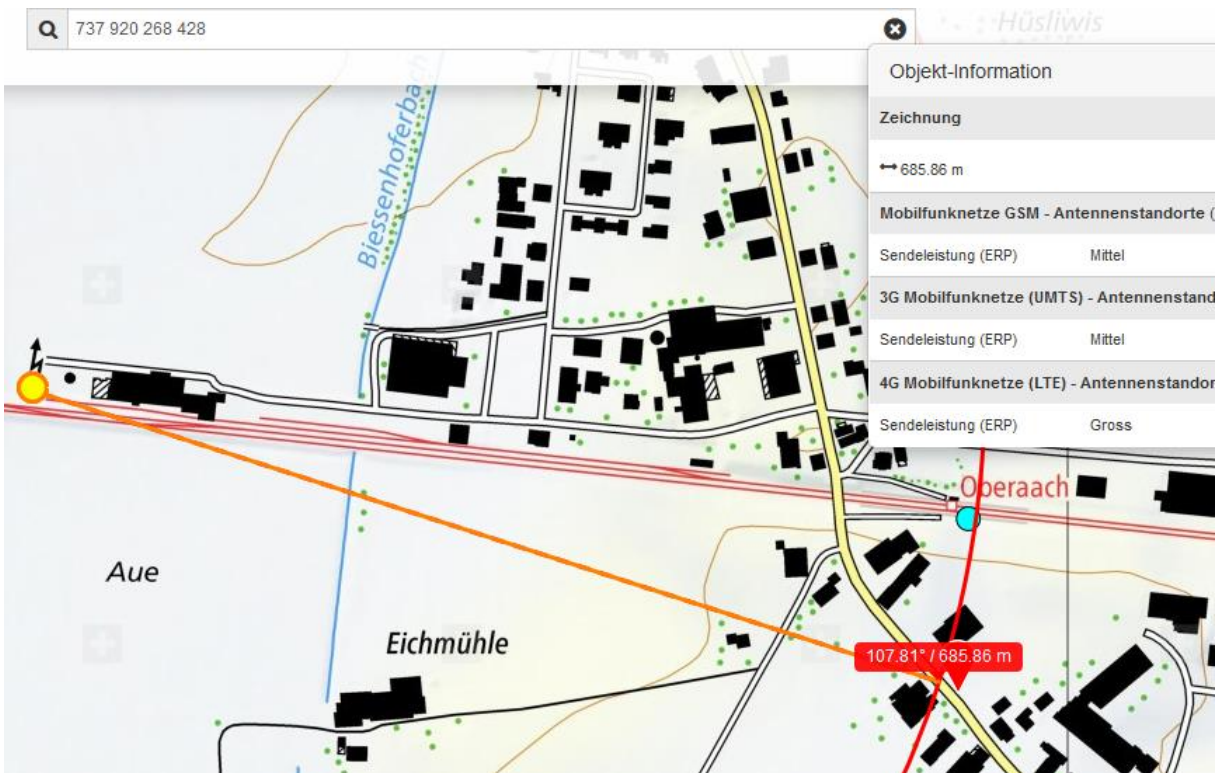 737 920 268 428
Hüsliwis
Objekt-Information
Zeichnung
685.86 m
Mobilfunknetze GSM - Antennenstandorte (
Sendeleistung (ERP) Mittel
3G Mobilfunknetze (UMTS) - Antennenstand
Sendeleistung (ERP) Mittel
4G Mobilfunknetze (LTE) - Antennenstandor
Sendeleistung (ERP) Gross
Biessenhoferbach
Oberaach
Aue
Eichmühle
107.81° / 685.86 m